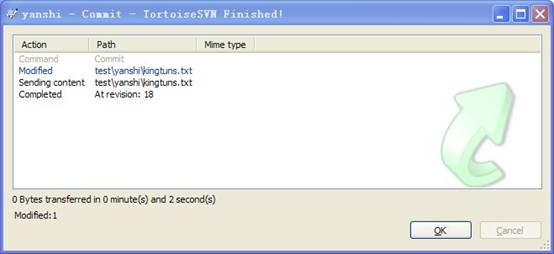 yanshi - Commit - TortoiseSVN Finished!
Action Path Mime type
Command Commit
Modified test\yanshi\kingtuns.txt
Sending content test\yanshi\kingtuns.txt
Completed At revision: 18
0 Bytes transferred in 0 minute(s) and 2 second(s)
Modified:1
OK Cancel